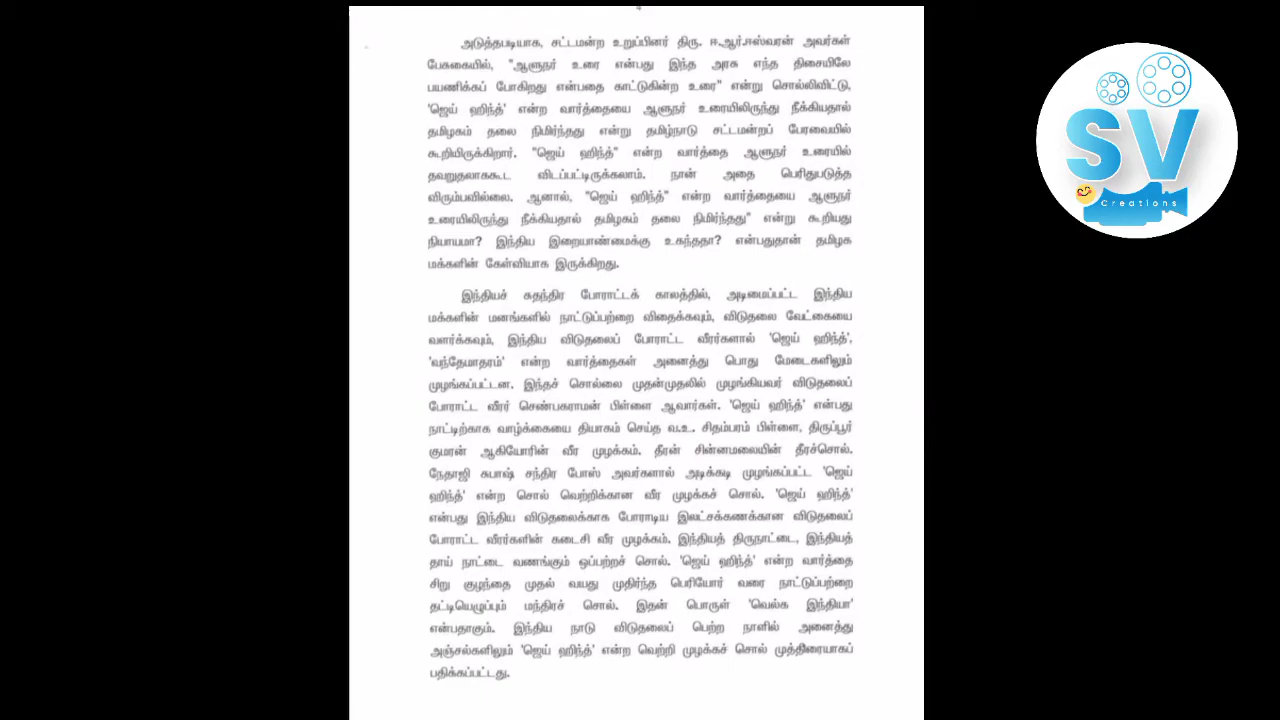 4
அடுத்தபடியாக, சட்டமன்ற உறுப்பினர் திரு. ஈ.ஆர்.ஈஸ்வரன் அவர்கள்
பேசுகையில், "ஆளுநர் உரை என்பது இந்த அரசு எந்த திசையிலே
பயணிக்கப் போகிறது என்பதை காட்டுகின்ற உரை" என்று சொல்லிவிட்டு,
'ஜெய் ஹிந்த்' என்ற வார்த்தையை ஆளுநர் உரையிலிருந்து நீக்கியதால்
தமிழகம் தலை நிமிர்ந்தது என்று தமிழ்நாடு சட்டமன்றப் பேரவையில்
கூறியிருக்கிறார். "ஜெய் ஹிந்த்" என்ற வார்த்தை ஆளுநர் உரையில்
தவறுதலாககூட விடப்பட்டிருக்கலாம். நான் அதை பெரிதுபடுத்த
விரும்பவில்லை. ஆனால், "ஜெய் ஹிந்த்" என்ற வார்த்தையை ஆளுநர்
உரையிலிருந்து நீக்கியதால் தமிழகம் தலை நிமிர்ந்தது" என்று கூறியது
நியாயமா? இந்திய இறையாண்மைக்கு உகந்ததா? என்பதுதான் தமிழக
மக்களின் கேள்வியாக இருக்கிறது.
இந்தியச் சுதந்திர போராட்டக் காலத்தில், அடிமைப்பட்ட இந்திய
மக்களின் மனங்களில் நாட்டுப்பற்றை விதைக்கவும், விடுதலை வேட்கையை
வளர்க்கவும், இந்திய விடுதலைப் போராட்ட வீரர்களால் 'ஜெய் ஹிந்த்',
'வந்தேமாதரம்' என்ற வார்த்தைகள் அனைத்து பொது மேடைகளிலும்
முழங்கப்பட்டன. இந்தச் சொல்லை முதன்முதலில் முழங்கியவர் விடுதலைப்
போராட்ட வீரர் செண்பகராமன் பிள்ளை ஆவார்கள். 'ஜெய் ஹிந்த்' என்பது
நாட்டிற்காக வாழ்க்கையை தியாகம் செய்த வ.உ. சிதம்பரம் பிள்ளை, திருப்பூர்
குமரன் ஆகியோரின் வீர முழக்கம். தீரன் சின்னமலையின் தீரச்சொல்.
நேதாஜி சுபாஷ் சந்திர போஸ் அவர்களால் அடிக்கடி முழங்கப்பட்ட 'ஜெய்
ஹிந்த்' என்ற சொல் வெற்றிக்கான வீர முழக்கச் சொல். 'ஜெய் ஹிந்த்'
என்பது இந்திய விடுதலைக்காக போராடிய இலட்சக்கணக்கான விடுதலைப்
போராட்ட வீரர்களின் கடைசி வீர முழக்கம். இந்தியத் திருநாட்டை, இந்தியத்
தாய் நாட்டை வணங்கும் ஒப்பற்றச் சொல். 'ஜெய் ஹிந்த்' என்ற வார்த்தை
சிறு குழந்தை முதல் வயது முதிர்ந்த பெரியோர் வரை நாட்டுப்பற்றை
தட்டியெழுப்பும் மந்திரச் சொல். இதன் பொருள் 'வெல்க இந்தியா'
என்பதாகும். இந்திய நாடு விடுதலைப் பெற்ற நாளில் அனைத்து
அஞ்சல்களிலும் 'ஜெய் ஹிந்த்' என்ற வெற்றி முழக்கச் சொல் முத்திரையாகப்
பதிக்கப்பட்டது.
SV
Creations